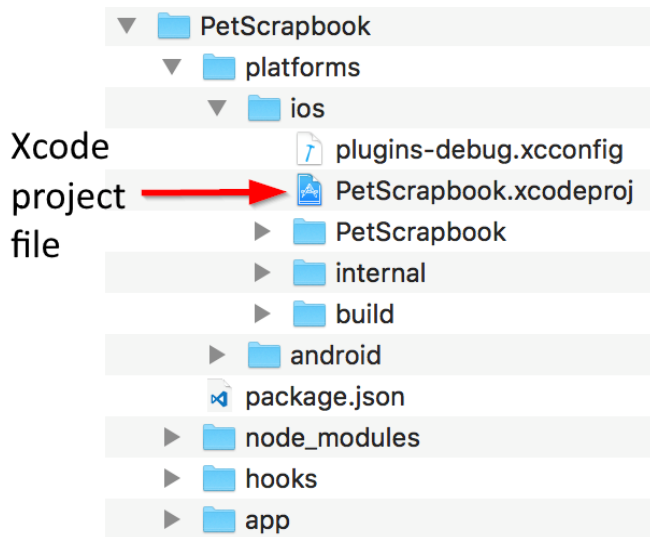 PetScrapbook
platforms
ios
plugins-debug.xcconfig
PetScrapbook.xcodeproj
PetScrapbook
internal
build
android
package.json
node_modules
hooks
app
Xcode
project
file